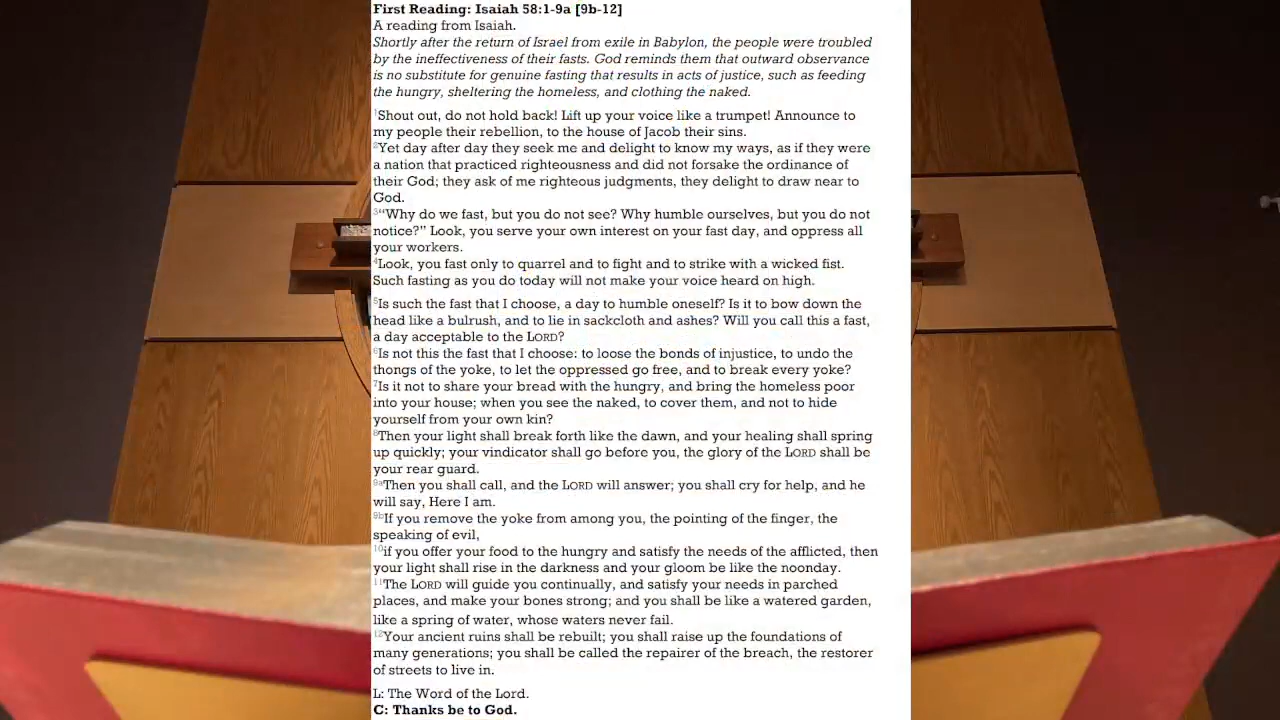 First Reading: Isaiah 58:1-9a [9b-12]
A reading from Isaiah.
Shortly after the return of Israel from exile in Babylon, the people were troubled
by the ineffectiveness of their fasts. God reminds them that outward observance
is no substitute for genuine fasting that results in acts of justice, such as feeding
the hungry, sheltering the homeless, and clothing the naked.
1Shout out, do not hold back! Lift up your voice like a trumpet! Announce to
my people their rebellion, to the house of Jacob their sins.
2Yet day after day they seek me and delight to know my ways, as if they were
a nation that practiced righteousness and did not forsake the ordinance of
their God; they ask of me righteous judgments, they delight to draw near to
God.
3“Why do we fast, but you do not see? Why humble ourselves, but you do not
notice?” Look, you serve your own interest on your fast day, and oppress all
your workers.
4Look, you fast only to quarrel and to fight and to strike with a wicked fist.
Such fasting as you do today will not make your voice heard on high.
5Is such the fast that I choose, a day to humble oneself? Is it to bow down the
head like a bulrush, and to lie in sackcloth and ashes? Will you call this a fast,
a day acceptable to the LORD?
6Is not this the fast that I choose: to loose the bonds of injustice, to undo the
thongs of the yoke, to let the oppressed go free, and to break every yoke?
7Is it not to share your bread with the hungry, and bring the homeless poor
into your house; when you see the naked, to cover them, and not to hide
yourself from your own kin?
8Then your light shall break forth like the dawn, and your healing shall spring
up quickly; your vindicator shall go before you, the glory of the LORD shall be
your rear guard.
9aThen you shall call, and the LORD will answer; you shall cry for help, and he
will say, Here I am.
9bIf you remove the yoke from among you, the pointing of the finger, the
speaking of evil,
10if you offer your food to the hungry and satisfy the needs of the afflicted, then
your light shall rise in the darkness and your gloom be like the noonday.
11The LORD will guide you continually, and satisfy your needs in parched
places, and make your bones strong; and you shall be like a watered garden,
like a spring of water, whose waters never fail.
12Your ancient ruins shall be rebuilt; you shall raise up the foundations of
many generations; you shall be called the repairer of the breach, the restorer
of streets to live in.
L: The Word of the Lord.
C: Thanks be to God.